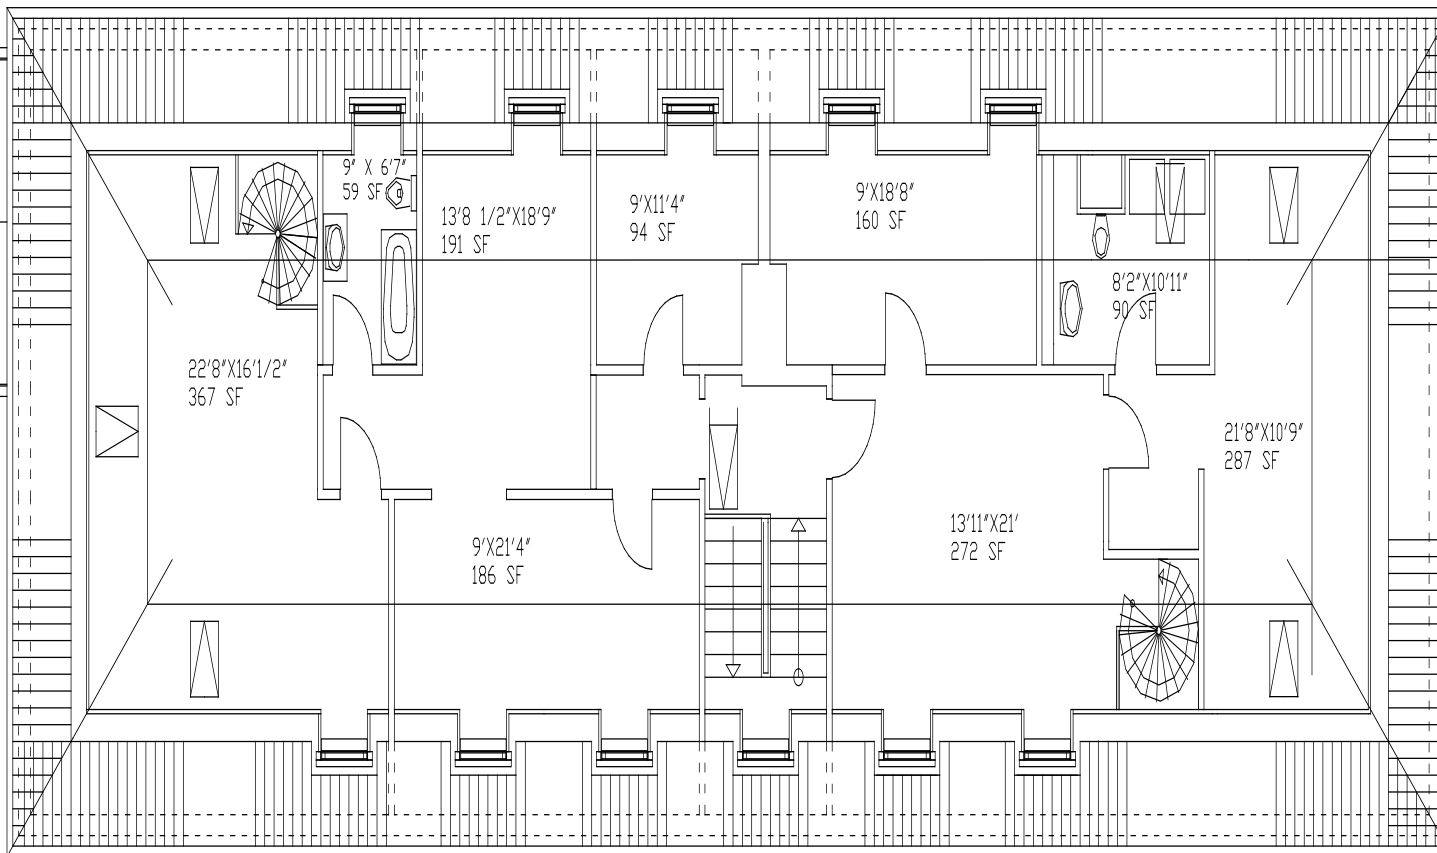 9" X 6'7"
59 SF
13'8 1/2"X18'9"
191 SF
9'X11'4"
94 SF
9'X18'8"
160 SF
8'2"X10'11"
90 SF
22'8"X16'1/2"
367 SF
21'8"X10'9"
287 SF
13'11"X21'
272 SF
9'X21'4"
186 SF